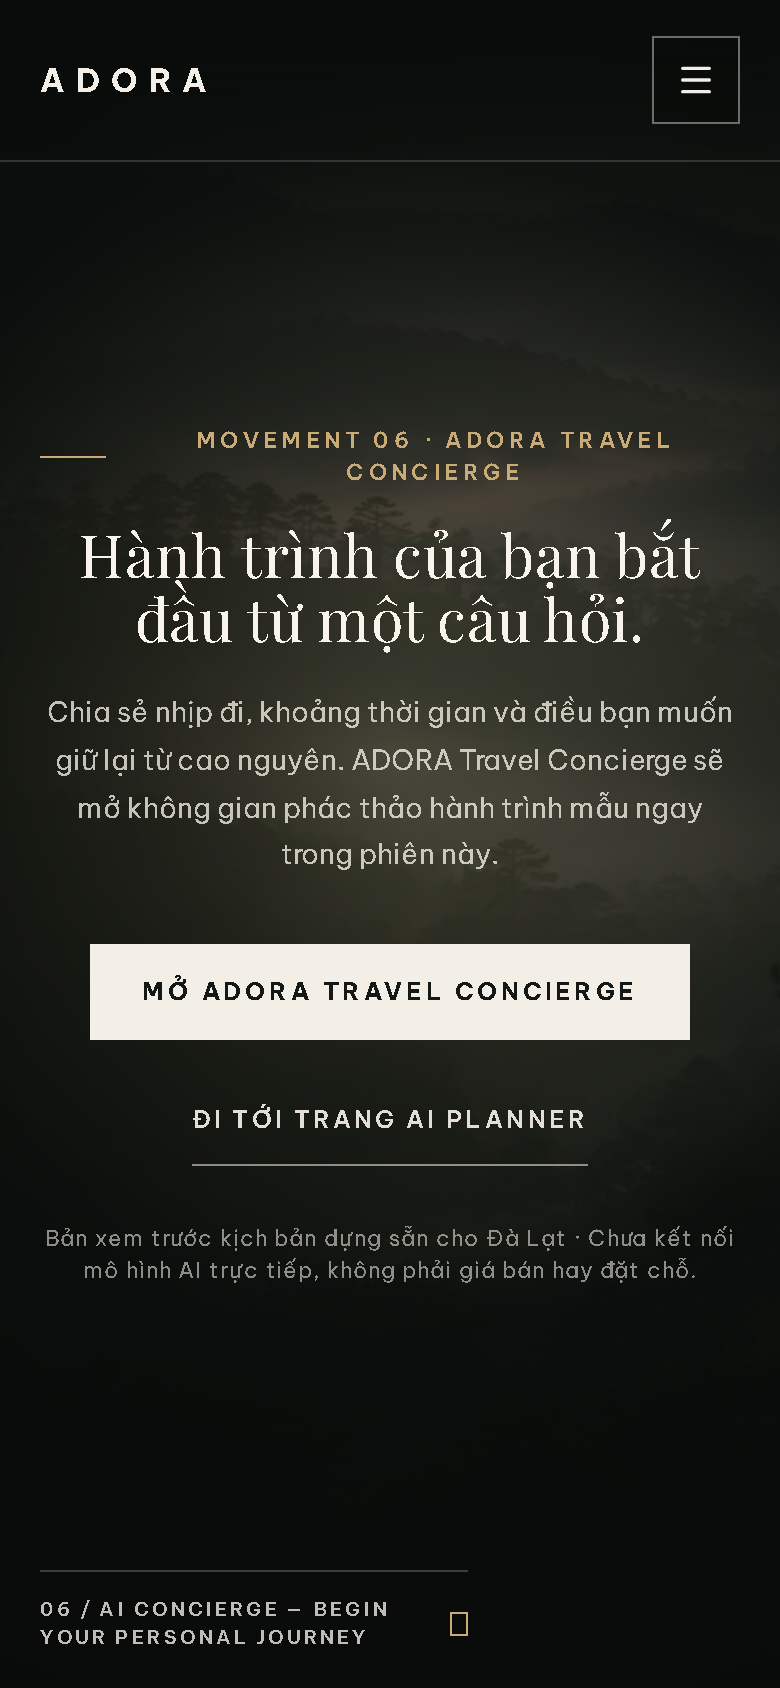 ADORA
MOVEMENT 06 · ADORA TRAVEL
CONCIERGE
Hành trình của bạn bắt
đầu từ một câu hỏi.
Chia sẻ nhịp đi, khoảng thời gian và điều bạn muốn
giữ lại từ cao nguyên. ADORA Travel Concierge sẽ
mở không gian phác thảo hành trình mẫu ngay
trong phiên này.
MỞ ADORA TRAVEL CONCIERGE
ĐI TỚI TRANG AI PLANNER
Bản xem trước kịch bản dựng sẵn cho Đà Lạt · Chưa kết nối
mô hình AI trực tiếp, không phải giá bán hay đặt chỗ.
06 / AI CONCIERGE — BEGIN
YOUR PERSONAL JOURNEY